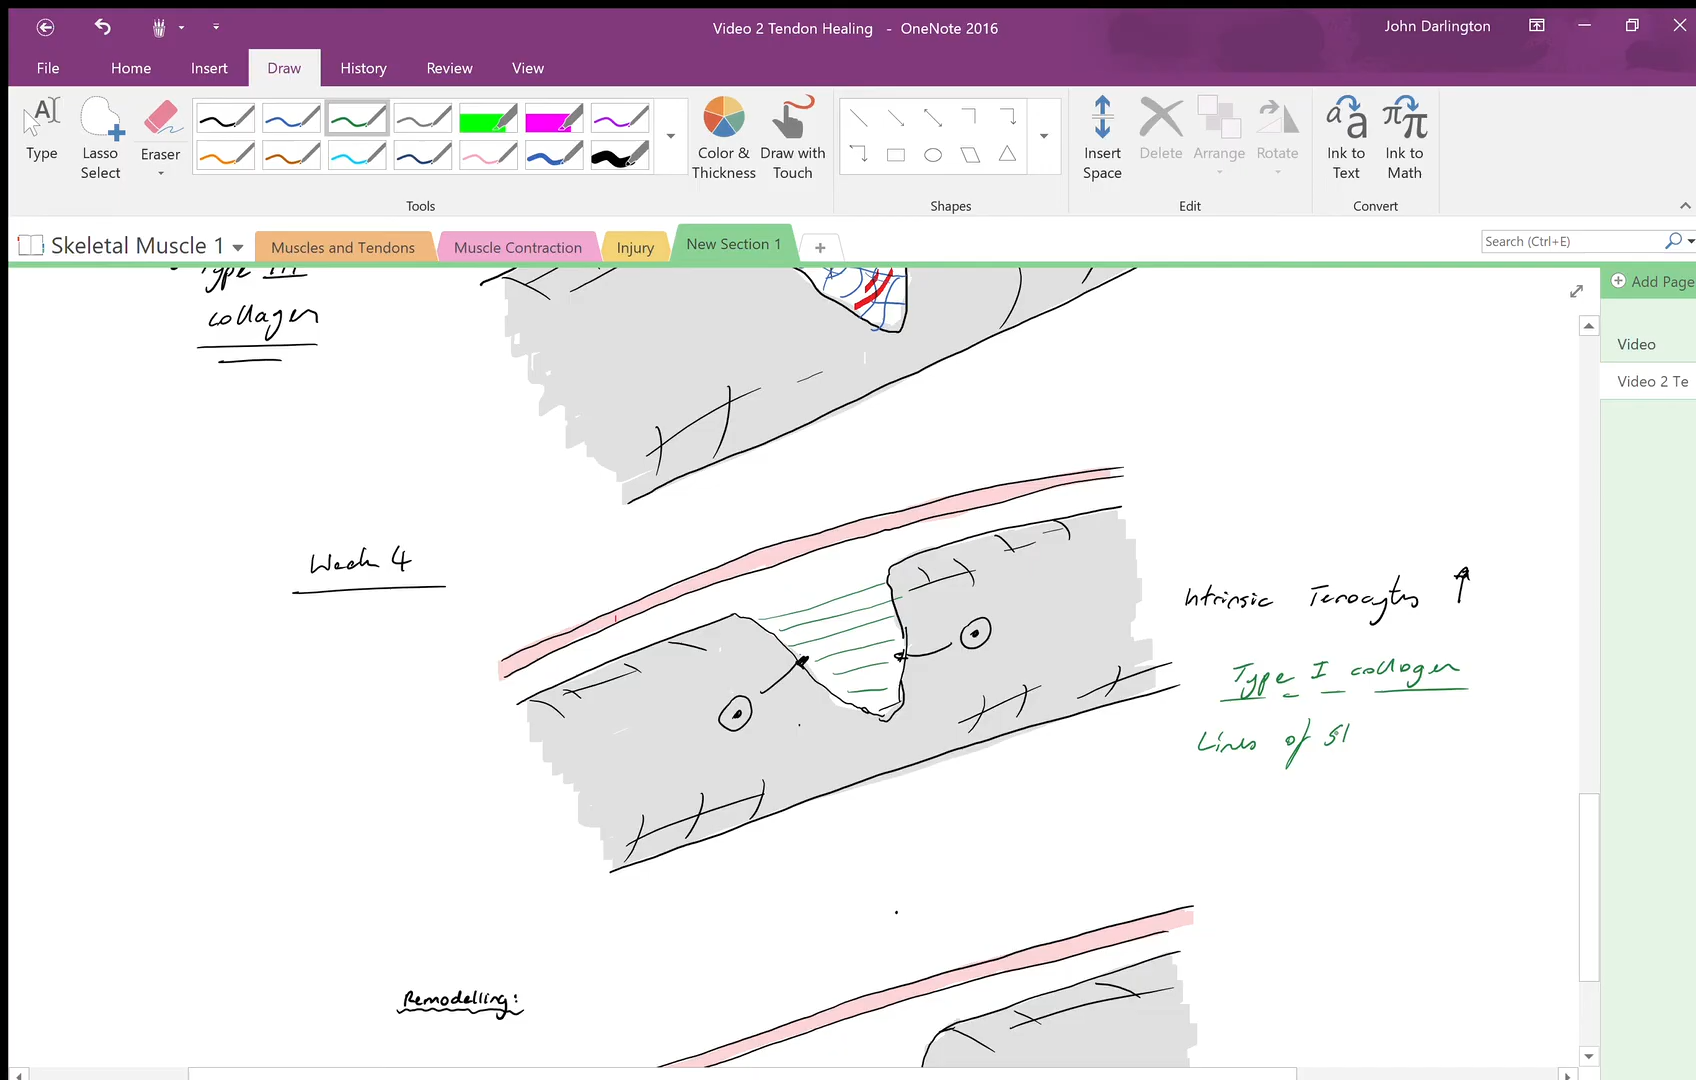 Video 2 Tendon Healing - OneNote 2016
John Darlington
File Home Insert Draw History Review View
Type
Lasso Select
Eraser
Color & Thickness
Draw with Touch
Insert Space
Delete
Arrange
Rotate
Ink to Text
Ink to Math
Tools
Shapes
Edit
Convert
Skeletal Muscle 1
Muscles and Tendons
Muscle Contraction
Injury
New Section 1
Search (Ctrl+E)
Add Page
Video
Video 2 Te
Type III
collagen
Week 4
Intrinsic Tenocytes ↑
Type I collagen
Lines of st
Remodelling: